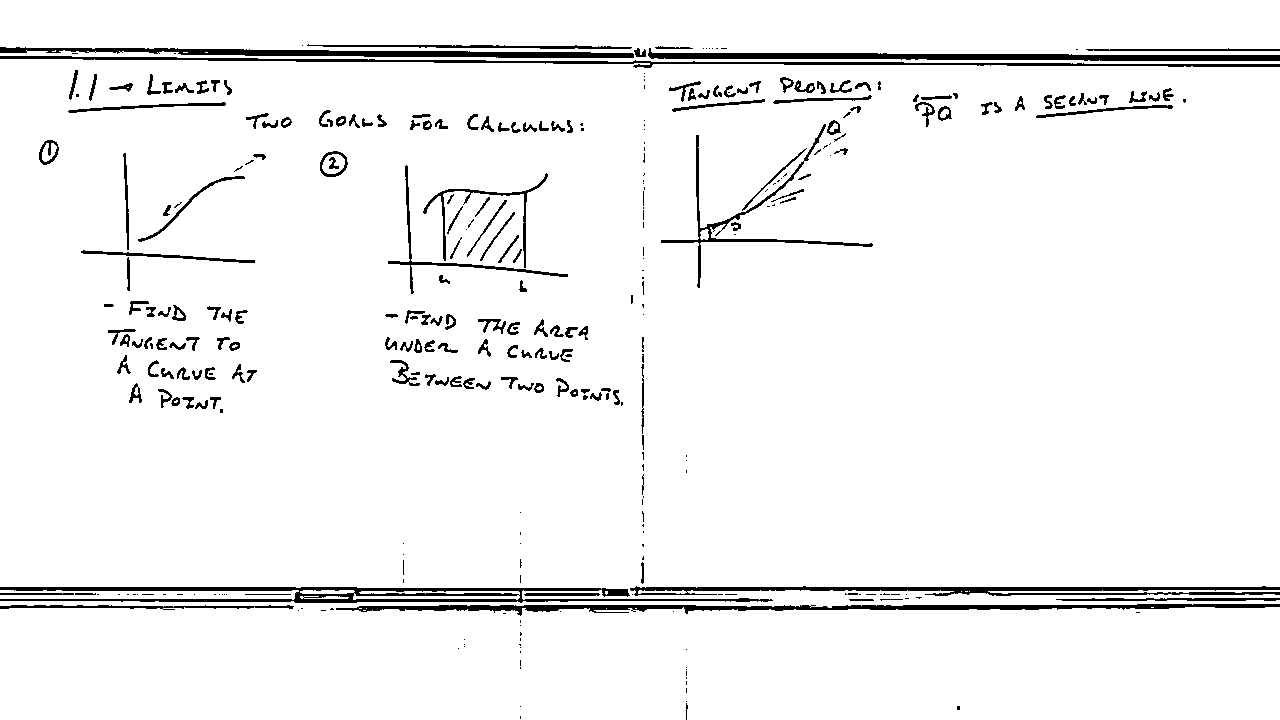 1.1 → LIMITS
TWO GOALS FOR CALCULUS:
①
②
a b
- FIND THE
TANGENT TO
A CURVE AT
A POINT.
- FIND THE AREA
UNDER A CURVE
BETWEEN TWO POINTS.
TANGENT PROBLEM:
"PQ" IS A SECANT LINE.
Q
P